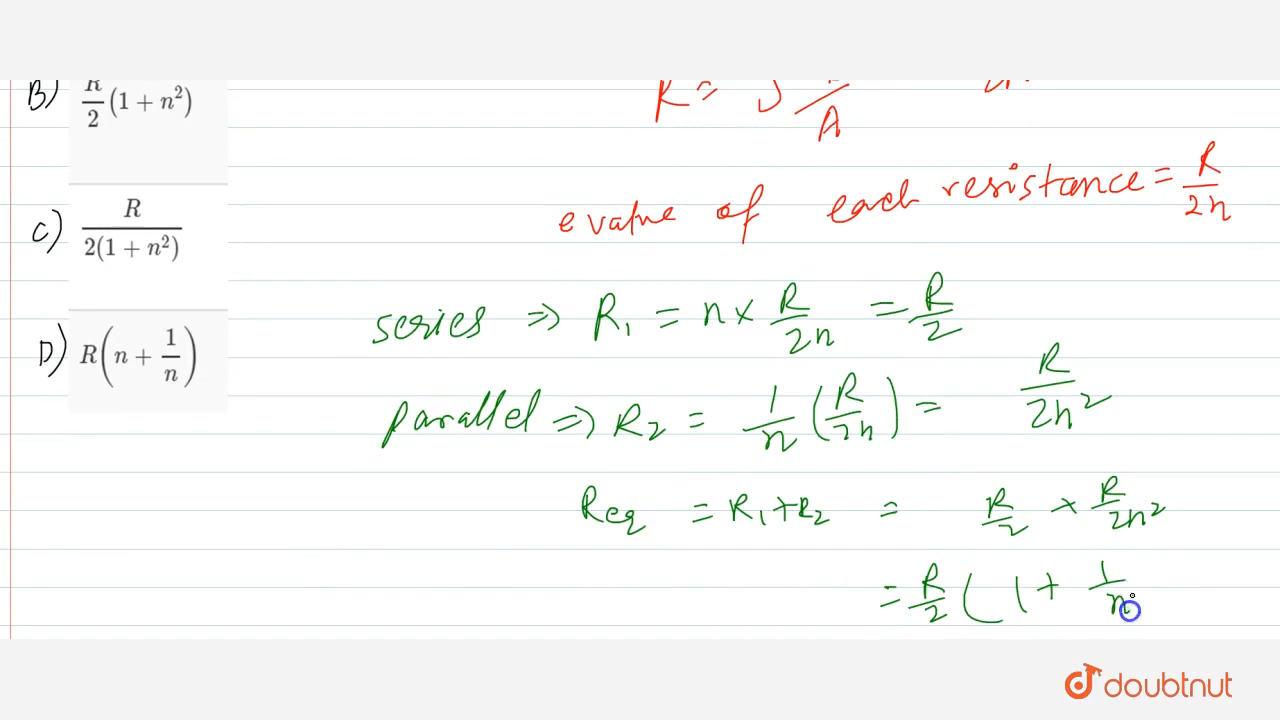 B) R/2 (1 + n²)
R = ρ /A
e value of each resistance = R/2n
C) R/2(1 + n²)
series ⇒ R₁ = n × R/2n = R/2
D) R(n + 1/n)
parallel ⇒ R₂ = 1/n (R/2n) = R/2n²
Req = R₁ + R₂ = R/2 + R/2n²
= R/2 ( 1 + 1/n
doubtnut